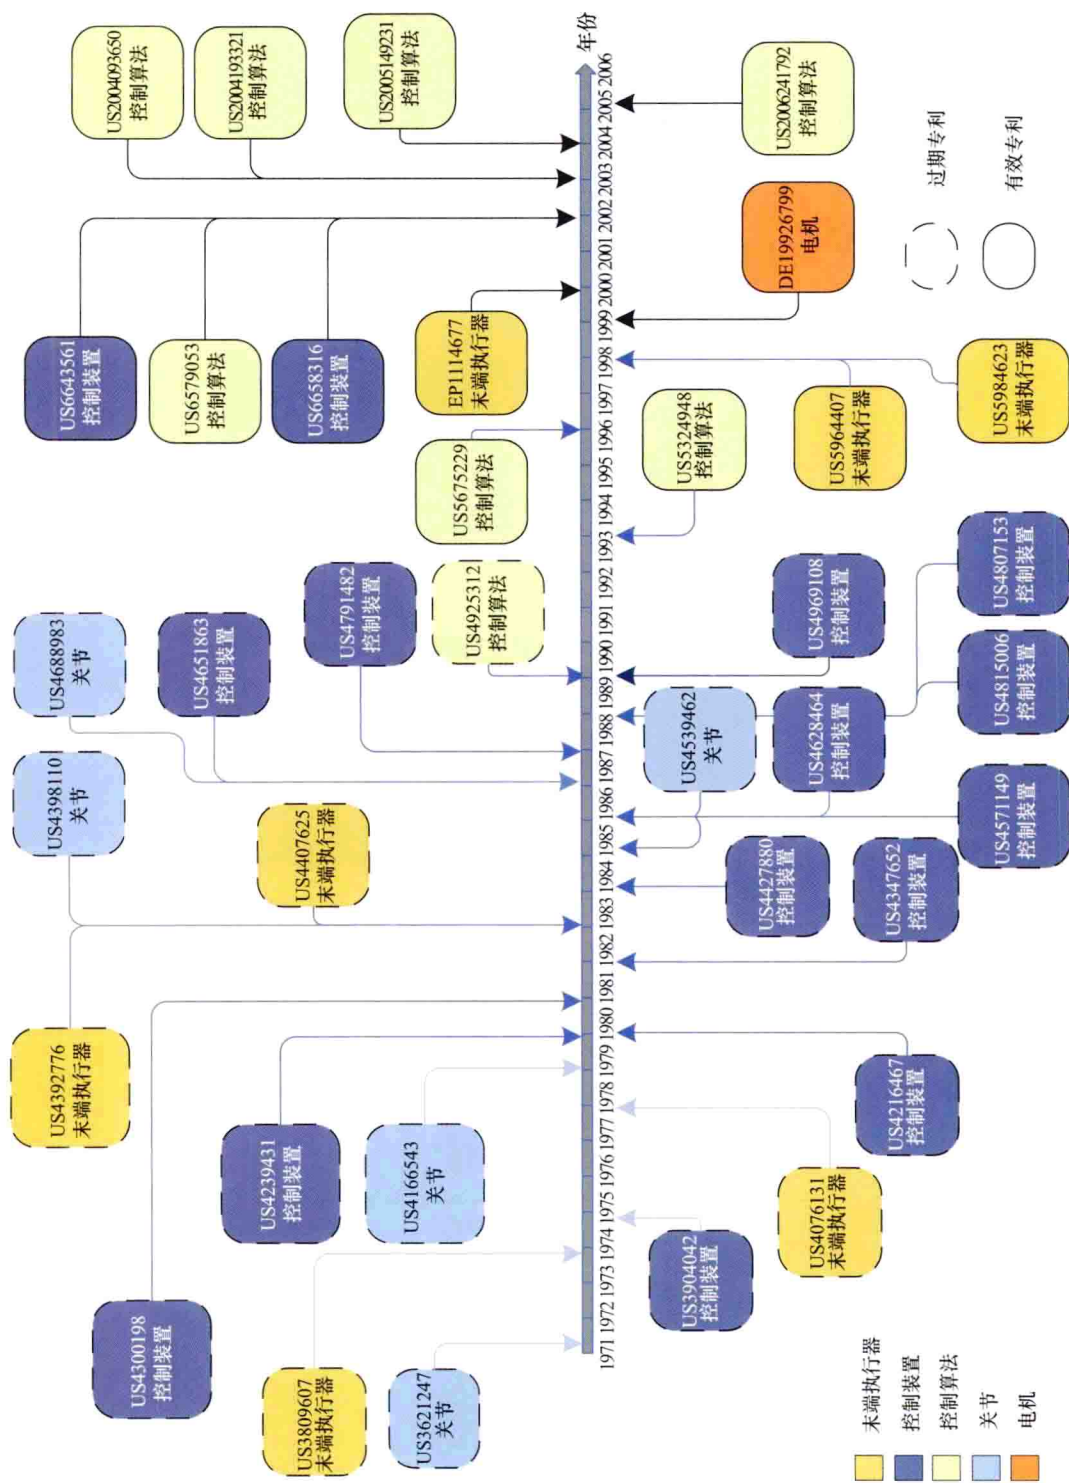 US4300198
控制装置
US4392776
末端执行器
US4398110
关节
US4688983
关节
US4651863
控制装置
US6643561
控制装置
US2004093650
控制算法
US3809607
末端执行器
US4239431
控制装置
US4407625
末端执行器
US4791482
控制装置
US6579053
控制算法
US2004193321
控制算法
US3621247
关节
US4166543
关节
US4925312
控制算法
US5675229
控制算法
US6658316
控制装置
EP1114677
末端执行器
US2005149231
控制算法
年份
1971 1972 1973 1974 1975 1976 1977 1978 1979 1980 1981 1982 1983 1984 1985 1986 1987 1988 1989 1990 1991 1992 1993 1994 1995 1996 1997 1998 1999 2000 2001 2002 2003 2004 2005 2006
US3904042
控制装置
US4539462
关节
US5324948
控制算法
US4076131
末端执行器
US4427880
控制装置
US4628464
控制装置
US4969108
控制装置
US5964407
末端执行器
DE19926799
电机
US2006241792
控制算法
US4216467
控制装置
US4347652
控制装置
US4571149
控制装置
US4815006
控制装置
US4807153
控制装置
US5984623
末端执行器
末端执行器
控制装置
控制算法
关节
电机
过期专利
有效专利